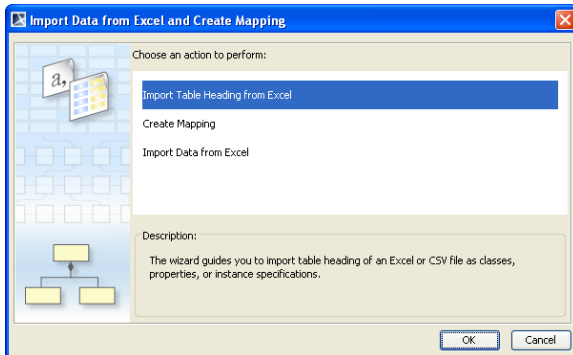 Import Data from Excel and Create Mapping
Choose an action to perform:
a,
Import Table Heading from Excel
Create Mapping
Import Data from Excel
Description:
The wizard guides you to import table heading of an Excel or CSV file as classes,
properties, or instance specifications.
OK Cancel